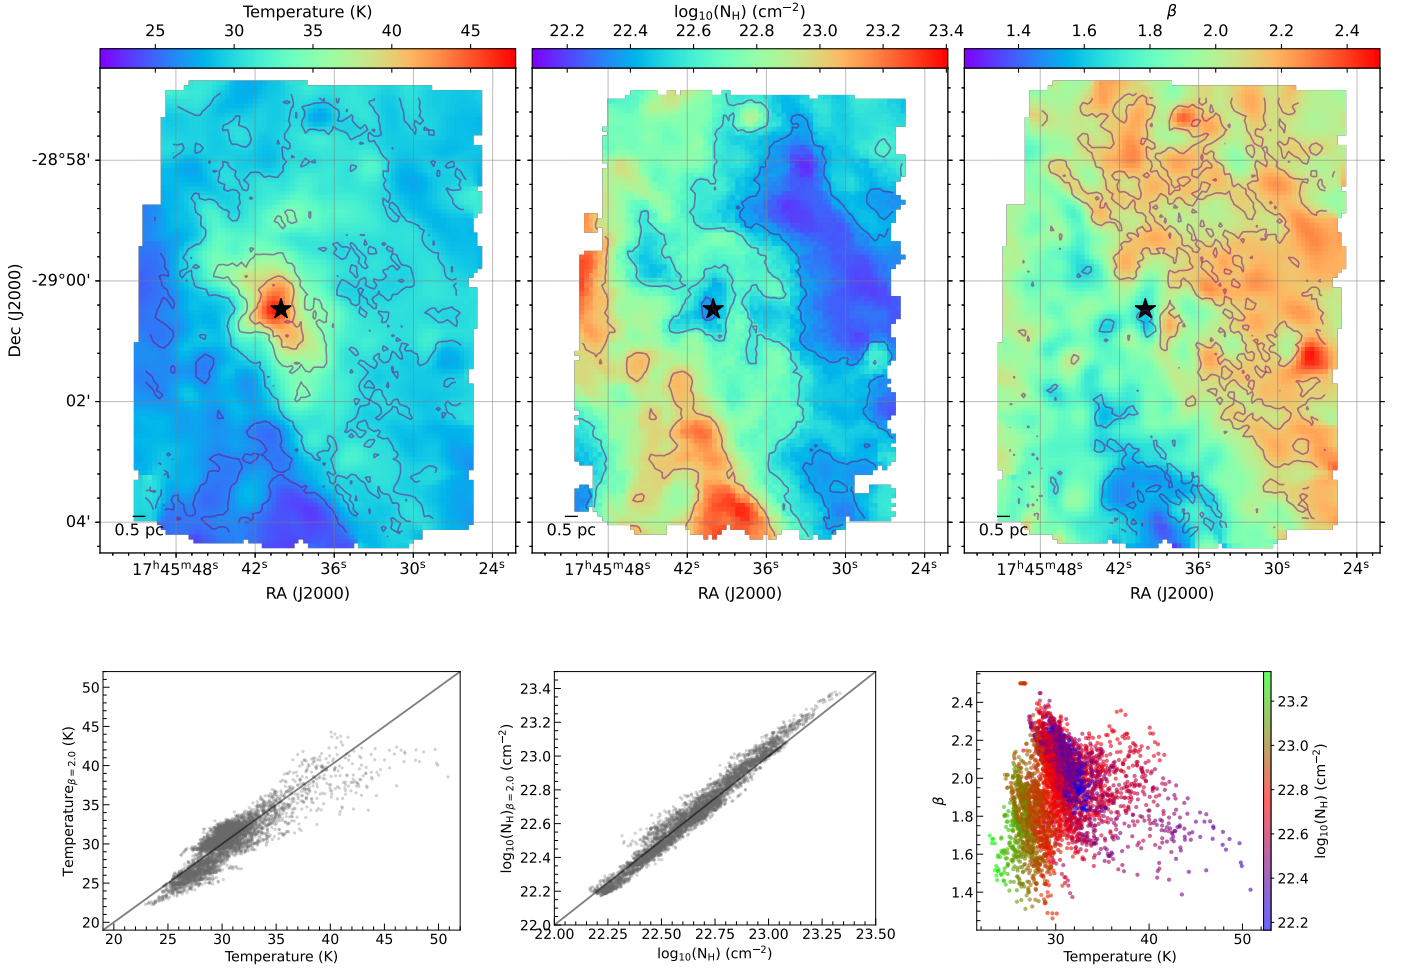 Temperature (K)
25 30 35 40 45
log₁₀(N_H) (cm⁻²)
22.2 22.4 22.6 22.8 23.0 23.2 23.4
β
1.4 1.6 1.8 2.0 2.2 2.4
Dec (J2000)
-28°58'
-29°00'
02'
04'
0.5 pc
0.5 pc
0.5 pc
17ʰ45ᵐ48ˢ 42ˢ 36ˢ 30ˢ 24ˢ
17ʰ45ᵐ48ˢ 42ˢ 36ˢ 30ˢ 24ˢ
17ʰ45ᵐ48ˢ 42ˢ 36ˢ 30ˢ 24ˢ
RA (J2000)
RA (J2000)
RA (J2000)
Temperature_β = 2.0 (K)
50
45
40
35
30
25
20
20 25 30 35 40 45 50
Temperature (K)
log₁₀(N_H)_β = 2.0 (cm⁻²)
23.4
23.2
23.0
22.8
22.6
22.4
22.2
22.0
22.00 22.25 22.50 22.75 23.00 23.25 23.50
log₁₀(N_H) (cm⁻²)
β
2.4
2.2
2.0
1.8
1.6
1.4
30 40 50
Temperature (K)
23.2
23.0
22.8
22.6
22.4
22.2
log₁₀(N_H) (cm⁻²)